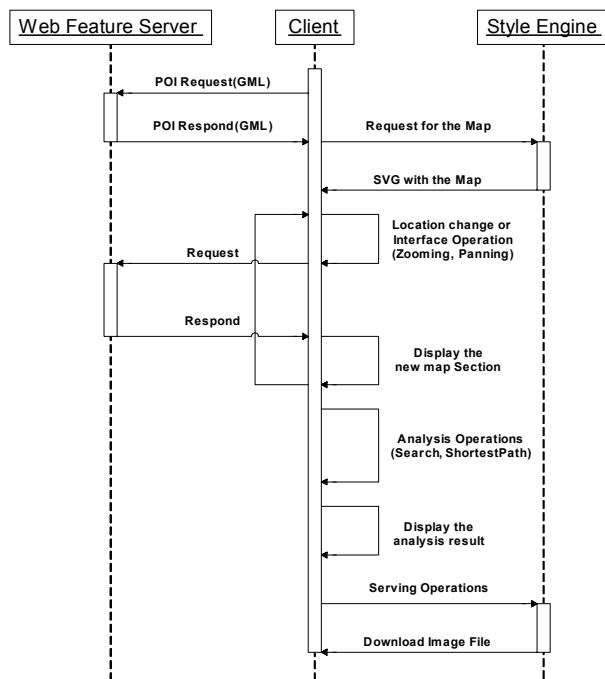 Web Feature Server
Client
Style Engine
POI Request(GML)
POI Respond(GML)
Request for the Map
SVG with the Map
Location change or
Interface Operation
(Zooming, Panning)
Request
Respond
Display the
new map Section
Analysis Operations
(Search, ShortestPath)
Display the
analysis result
Serving Operations
Download Image File